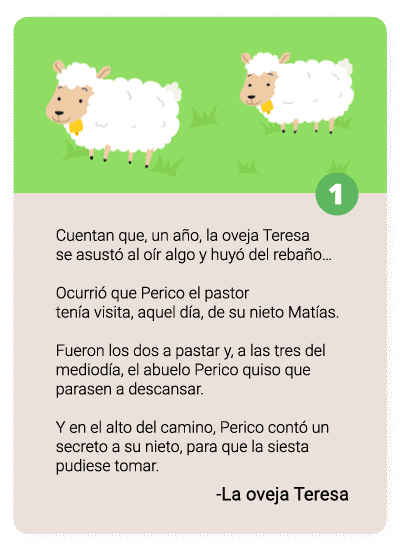 1
Cuentan que, un año, la oveja Teresa
se asustó al oír algo y huyó del rebaño...
Ocurrió que Perico el pastor
tenía visita, aquel día, de su nieto Matías.
Fueron los dos a pastar y, a las tres del
mediodía, el abuelo Perico quiso que
parasen a descansar.
Y en el alto del camino, Perico contó un
secreto a su nieto, para que la siesta
pudiese tomar.
-La oveja Teresa